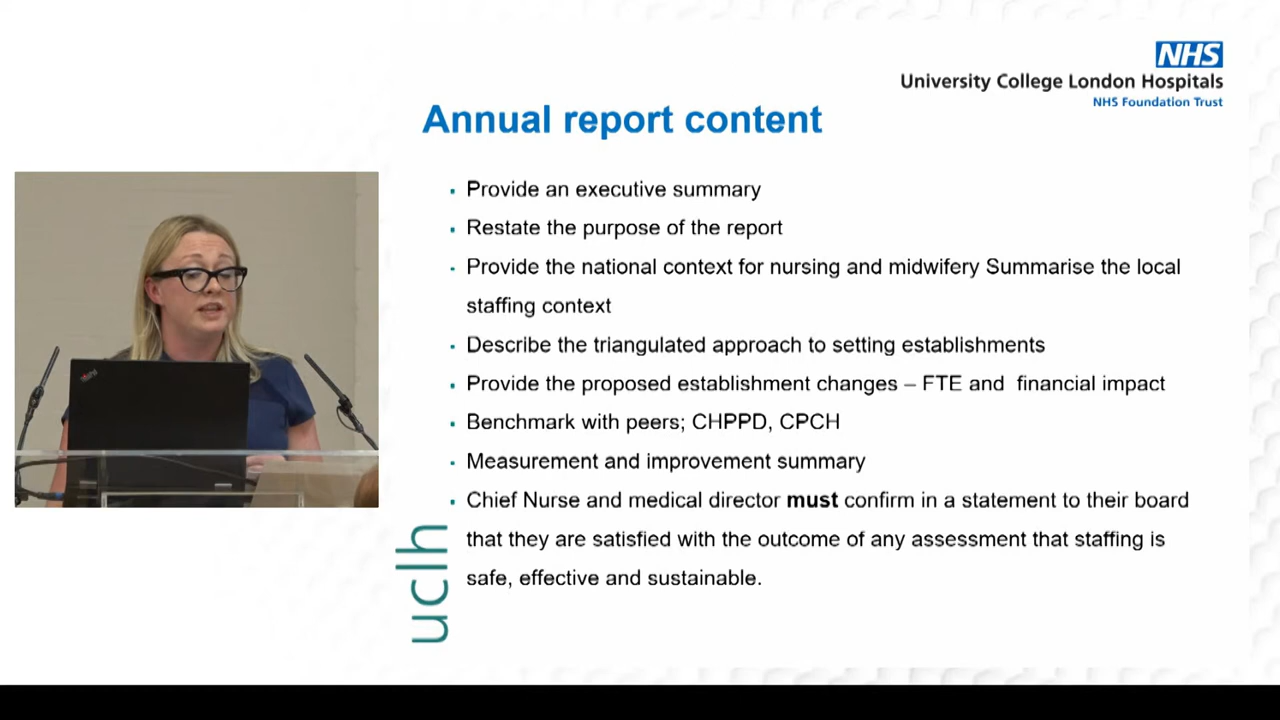 NHS
University College London Hospitals
NHS Foundation Trust
Annual report content
Provide an executive summary
Restate the purpose of the report
Provide the national context for nursing and midwifery Summarise the local
staffing context
Describe the triangulated approach to setting establishments
Provide the proposed establishment changes – FTE and financial impact
Benchmark with peers; CHPPD, CPCH
Measurement and improvement summary
Chief Nurse and medical director must confirm in a statement to their board
that they are satisfied with the outcome of any assessment that staffing is
safe, effective and sustainable.
uclh
ThinkPad